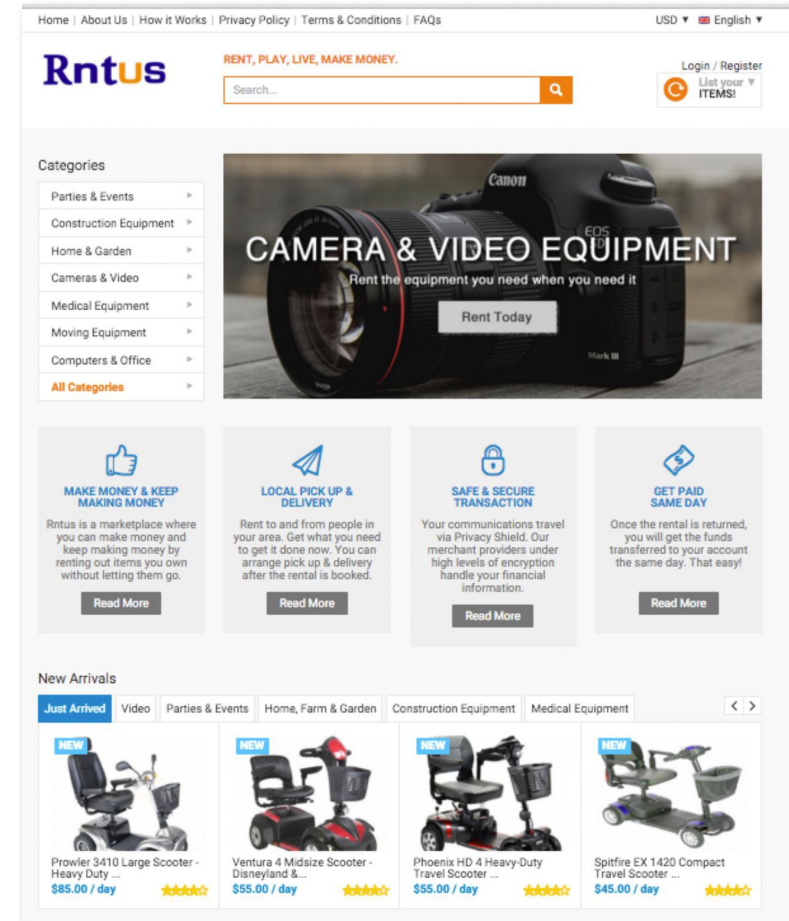 Home | About Us | How it Works | Privacy Policy | Terms & Conditions | FAQs
USD ▼ English ▼
Rntus
RENT, PLAY, LIVE, MAKE MONEY.
Search...
Login / Register
List your ▼
ITEMS!
Categories
Parties & Events
Construction Equipment
Home & Garden
Cameras & Video
Medical Equipment
Moving Equipment
Computers & Office
All Categories
Canon
EOS
CAMERA & VIDEO EQUIPMENT
Rent the equipment you need when you need it
Rent Today
Mark III
MAKE MONEY & KEEP
MAKING MONEY
Rntus is a marketplace where
you can make money and
keep making money by
renting out items you own
without letting them go.
Read More
LOCAL PICK UP &
DELIVERY
Rent to and from people in
your area. Get what you need
to get it done now. You can
arrange pick up & delivery
after the rental is booked.
Read More
SAFE & SECURE
TRANSACTION
Your communications travel
via Privacy Shield. Our
merchant providers under
high levels of encryption
handle your financial
information.
Read More
GET PAID
SAME DAY
Once the rental is returned,
you will get the funds
transferred to your account
the same day. That easy!
Read More
New Arrivals
Just Arrived Video Parties & Events Home, Farm & Garden Construction Equipment Medical Equipment
NEW
Prowler 3410 Large Scooter -
Heavy Duty ...
$85.00 / day
NEW
Ventura 4 Midsize Scooter -
Disneyland &...
$55.00 / day
NEW
Phoenix HD 4 Heavy-Duty
Travel Scooter ...
$55.00 / day
NEW
Spitfire EX 1420 Compact
Travel Scooter ...
$45.00 / day